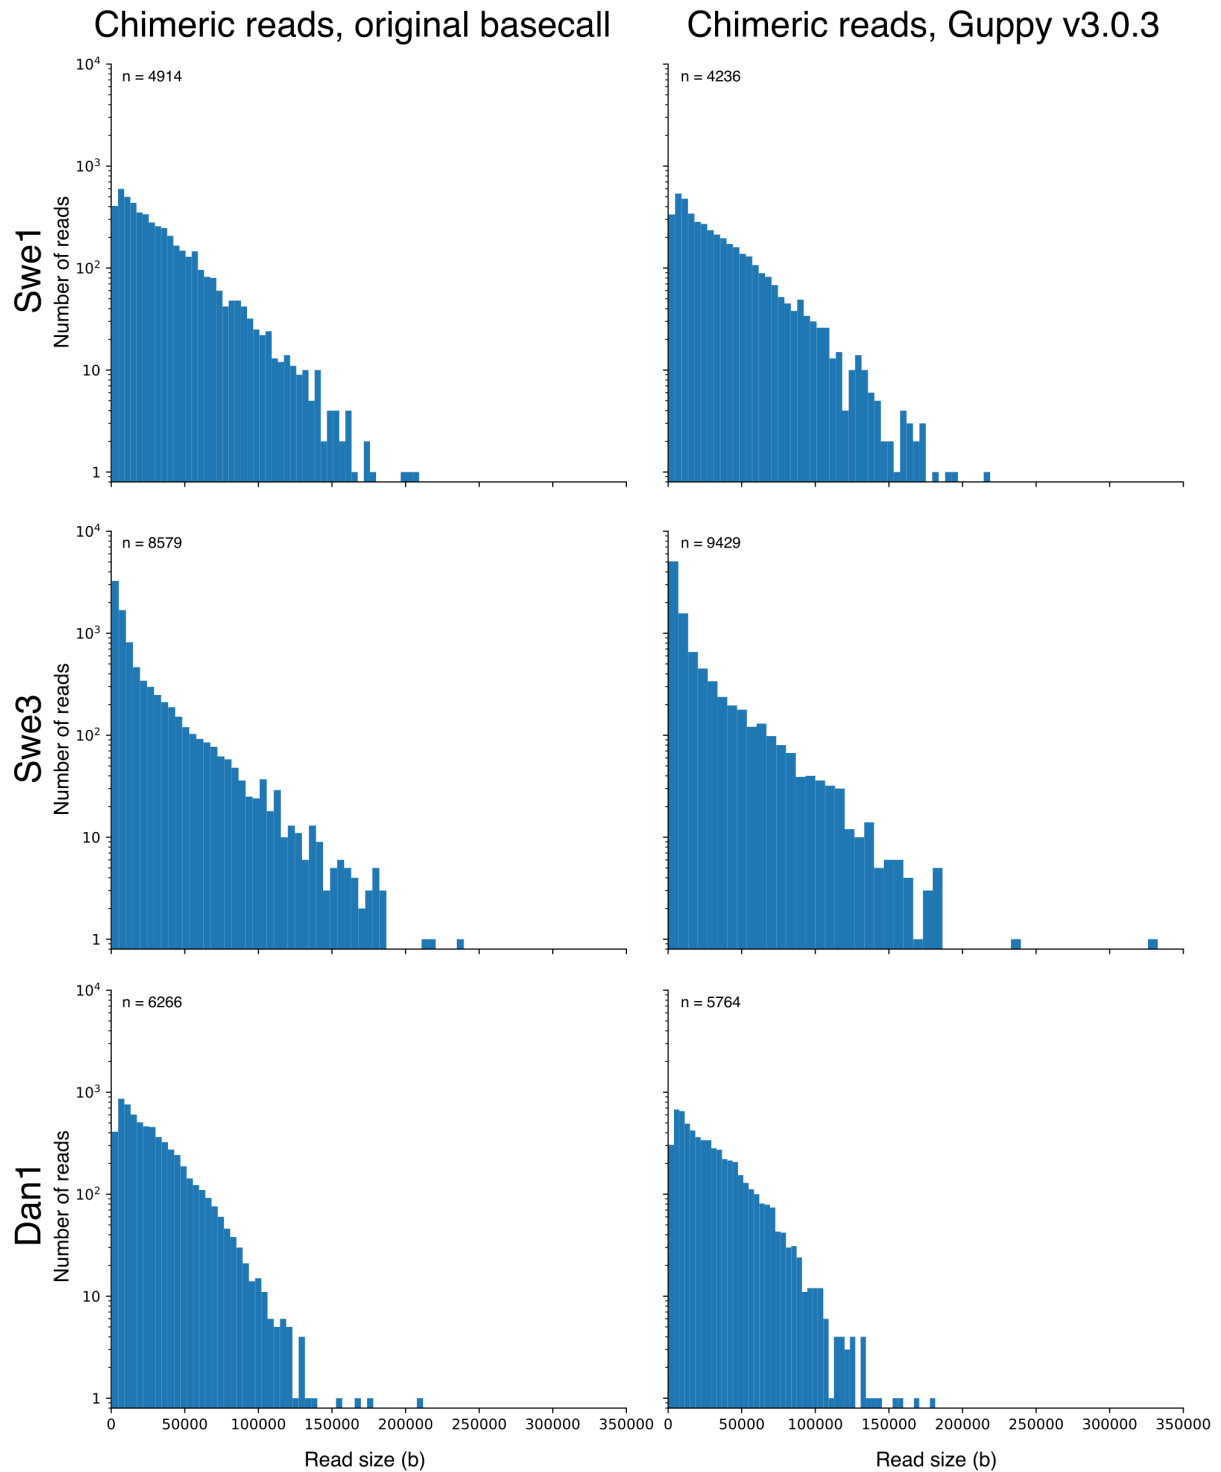 Chimeric reads, original basecall
Chimeric reads, Guppy v3.0.3
Swe1
Number of reads
10⁴
10³
10²
10
1
n = 4914
n = 4236
Swe3
Number of reads
10⁴
10³
10²
10
1
n = 8579
n = 9429
Dan1
Number of reads
10⁴
10³
10²
10
1
n = 6266
n = 5764
0 50000 100000 150000 200000 250000 300000 350000
0 50000 100000 150000 200000 250000 300000 350000
Read size (b)
Read size (b)